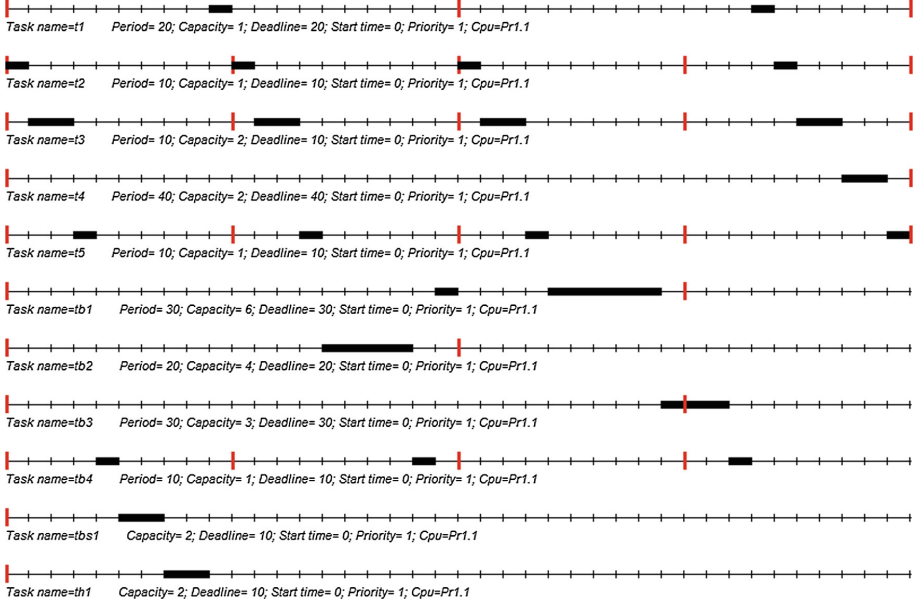 Task name=t1 Period= 20; Capacity= 1; Deadline= 20; Start time= 0; Priority= 1; Cpu=Pr1.1
Task name=t2 Period= 10; Capacity= 1; Deadline= 10; Start time= 0; Priority= 1; Cpu=Pr1.1
Task name=t3 Period= 10; Capacity= 2; Deadline= 10; Start time= 0; Priority= 1; Cpu=Pr1.1
Task name=t4 Period= 40; Capacity= 2; Deadline= 40; Start time= 0; Priority= 1; Cpu=Pr1.1
Task name=t5 Period= 10; Capacity= 1; Deadline= 10; Start time= 0; Priority= 1; Cpu=Pr1.1
Task name=tb1 Period= 30; Capacity= 6; Deadline= 30; Start time= 0; Priority= 1; Cpu=Pr1.1
Task name=tb2 Period= 20; Capacity= 4; Deadline= 20; Start time= 0; Priority= 1; Cpu=Pr1.1
Task name=tb3 Period= 30; Capacity= 3; Deadline= 30; Start time= 0; Priority= 1; Cpu=Pr1.1
Task name=tb4 Period= 10; Capacity= 1; Deadline= 10; Start time= 0; Priority= 1; Cpu=Pr1.1
Task name=tbs1 Capacity= 2; Deadline= 10; Start time= 0; Priority= 1; Cpu=Pr1.1
Task name=th1 Capacity= 2; Deadline= 10; Start time= 0; Priority= 1; Cpu=Pr1.1